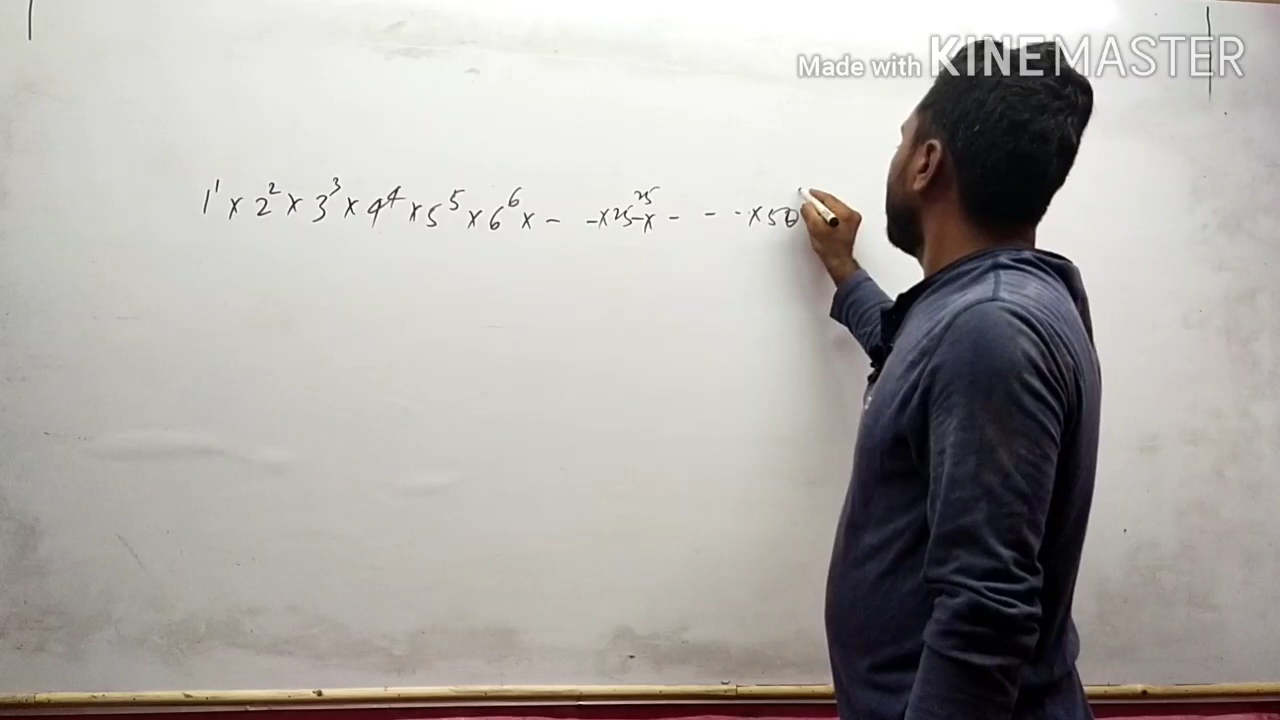 Made with KINEMASTER
1¹ x 2² x 3³ x 4⁴ x 5⁵ x 6⁶ x - - x 25²⁵ - x - - - x 50